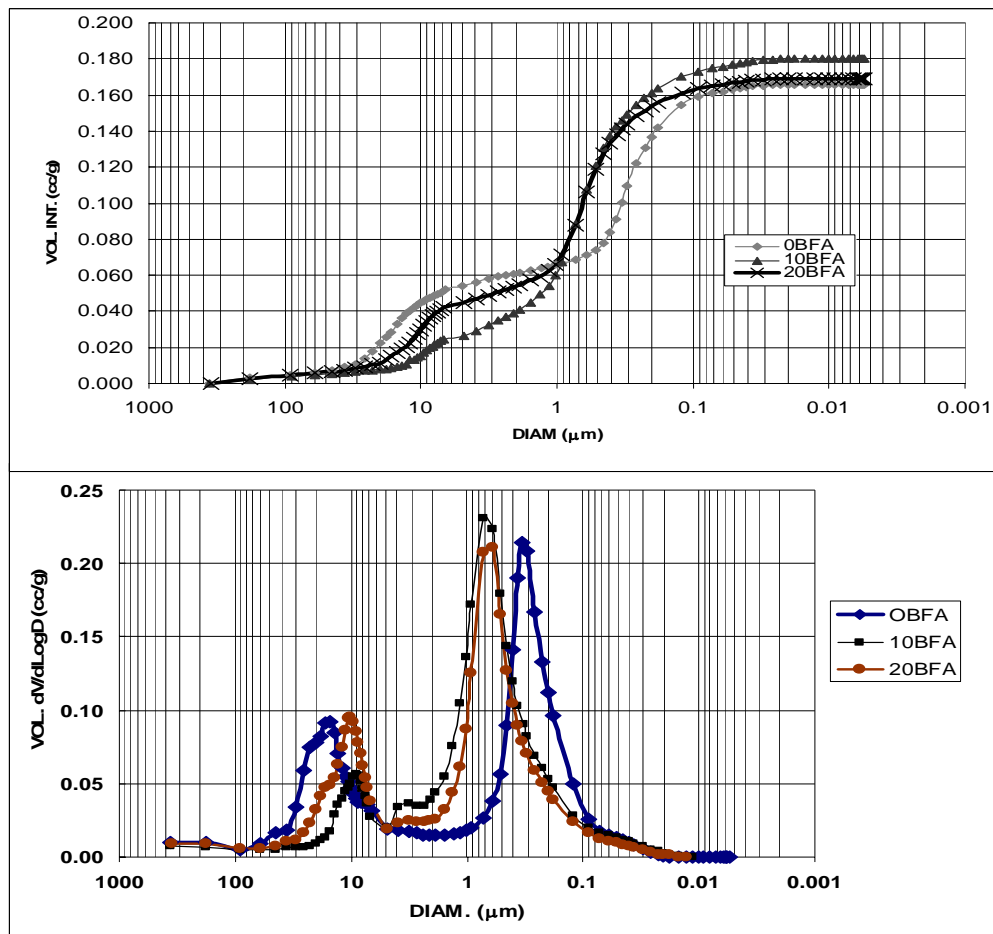 0.200
0.180
0.160
0.140
0.120
0.100
0.080
0.060
0.040
0.020
0.000
VOL INT. (cc/g)
1000 100 10 1 0.1 0.01 0.001
DIAM (µm)
0BFA
10BFA
20BFA
0.25
0.20
0.15
0.10
0.05
0.00
VOL. dV/dLogD (cc/g)
1000 100 10 1 0.1 0.01 0.001
DIAM. (µm)
OBFA
10BFA
20BFA